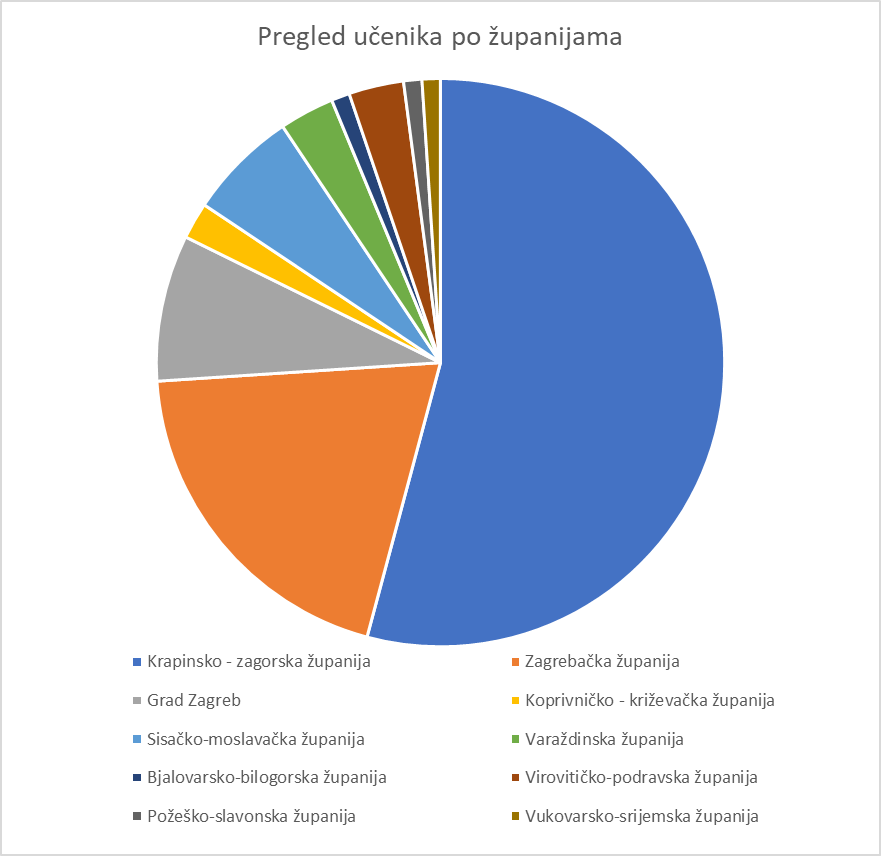 Pregled učenika po županijama
Krapinsko - zagorska županija
Zagrebačka županija
Grad Zagreb
Koprivničko - križevačka županija
Sisačko-moslavačka županija
Varaždinska županija
Bjalovarsko-bilogorska županija
Virovitičko-podravska županija
Požeško-slavonska županija
Vukovarsko-srijemska županija